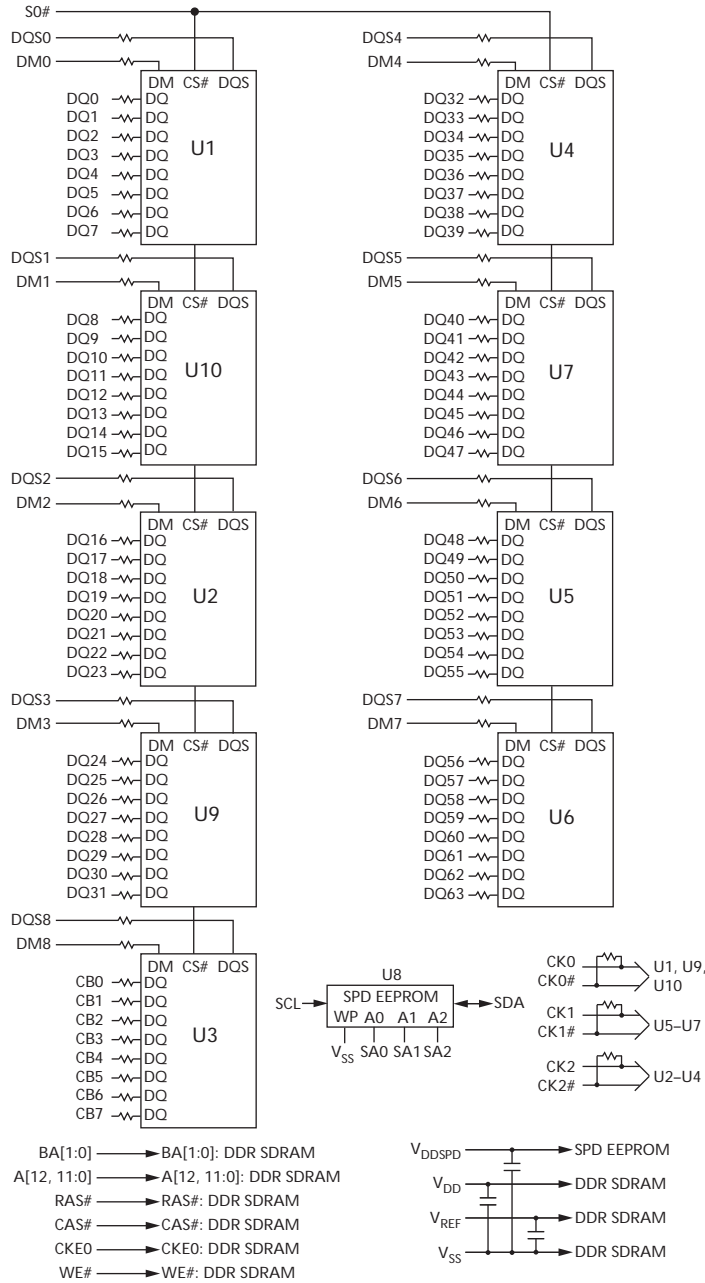 S0#
DQS0
DM0
DM CS# DQS
DQ0 DQ
DQ1 DQ
DQ2 DQ
DQ3 DQ
DQ4 DQ
DQ5 DQ
DQ6 DQ
DQ7 DQ
U1
DQS1
DM1
DM CS# DQS
DQ8 DQ
DQ9 DQ
DQ10 DQ
DQ11 DQ
DQ12 DQ
DQ13 DQ
DQ14 DQ
DQ15 DQ
U10
DQS2
DM2
DM CS# DQS
DQ16 DQ
DQ17 DQ
DQ18 DQ
DQ19 DQ
DQ20 DQ
DQ21 DQ
DQ22 DQ
DQ23 DQ
U2
DQS3
DM3
DM CS# DQS
DQ24 DQ
DQ25 DQ
DQ26 DQ
DQ27 DQ
DQ28 DQ
DQ29 DQ
DQ30 DQ
DQ31 DQ
U9
DQS8
DM8
DM CS# DQS
CB0 DQ
CB1 DQ
CB2 DQ
CB3 DQ
CB4 DQ
CB5 DQ
CB6 DQ
CB7 DQ
U3
DQS4
DM4
DM CS# DQS
DQ32 DQ
DQ33 DQ
DQ34 DQ
DQ35 DQ
DQ36 DQ
DQ37 DQ
DQ38 DQ
DQ39 DQ
U4
DQS5
DM5
DM CS# DQS
DQ40 DQ
DQ41 DQ
DQ42 DQ
DQ43 DQ
DQ44 DQ
DQ45 DQ
DQ46 DQ
DQ47 DQ
U7
DQS6
DM6
DM CS# DQS
DQ48 DQ
DQ49 DQ
DQ50 DQ
DQ51 DQ
DQ52 DQ
DQ53 DQ
DQ54 DQ
DQ55 DQ
U5
DQS7
DM7
DM CS# DQS
DQ56 DQ
DQ57 DQ
DQ58 DQ
DQ59 DQ
DQ60 DQ
DQ61 DQ
DQ62 DQ
DQ63 DQ
U6
U8
SCL SPD EEPROM SDA
WP A0 A1 A2
VSS SA0 SA1 SA2
CK0
CK0#
U1, U9,
U10
CK1
CK1#
U5–U7
CK2
CK2#
U2–U4
BA[1:0] BA[1:0]: DDR SDRAM
A[12, 11:0] A[12, 11:0]: DDR SDRAM
RAS# RAS#: DDR SDRAM
CAS# CAS#: DDR SDRAM
CKE0 CKE0: DDR SDRAM
WE# WE#: DDR SDRAM
VDDSPD SPD EEPROM
VDD DDR SDRAM
VREF DDR SDRAM
VSS DDR SDRAM